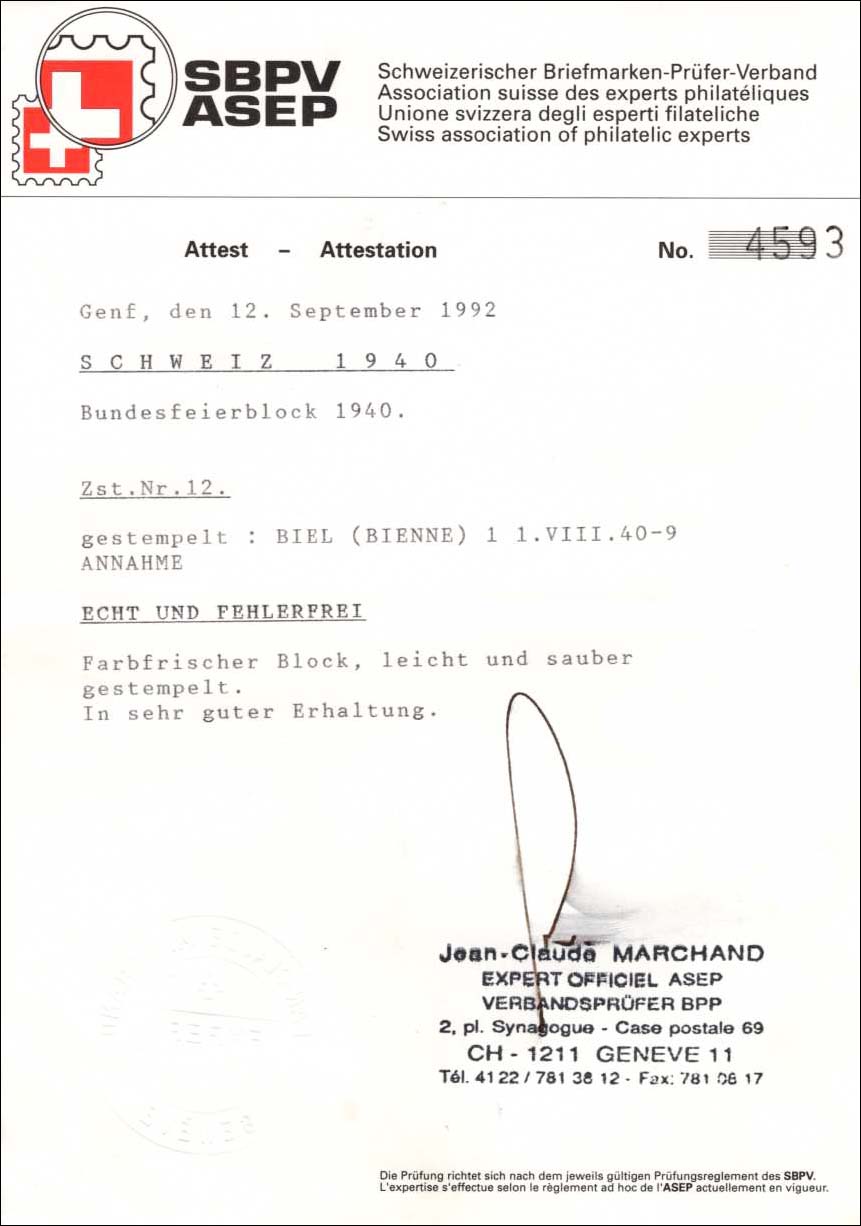 SBPV
ASEP
Schweizerischer Briefmarken-Prüfer-Verband
Association suisse des experts philatéliques
Unione svizzera degli esperti filateliche
Swiss association of philatelic experts
Attest – Attestation No. 4593
Genf, den 12. September 1992
SCHWEIZ 1940
Bundesfeierblock 1940.
Zst.Nr.12.
gestempelt : BIEL (BIENNE) 1 1.VIII.40-9
ANNAHME
ECHT UND FEHLERFREI
Farbfrischer Block, leicht und sauber
gestempelt.
In sehr guter Erhaltung.
Jean-Claude MARCHAND
EXPERT OFFICIEL ASEP
VERBANDSPRÜFER BPP
2, pl. Synagogue - Case postale 69
CH - 1211 GENEVE 11
Tél. 41 22 / 781 38 12 - Fax: 781 06 17
GENEVE
Die Prüfung richtet sich nach dem jeweils gültigen Prüfungsreglement des SBPV.
L'expertise s'effectue selon le règlement ad hoc de l'ASEP actuellement en vigueur.